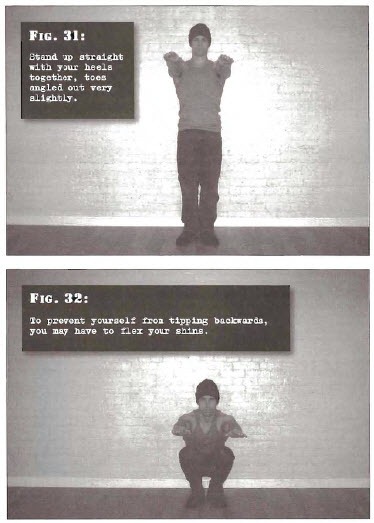 FIG. 31:
Stand up straight
with your heels
together, toes
angled out very
slightly.
FIG. 32:
To prevent yourself from tipping backwards,
you may have to flex your shins.